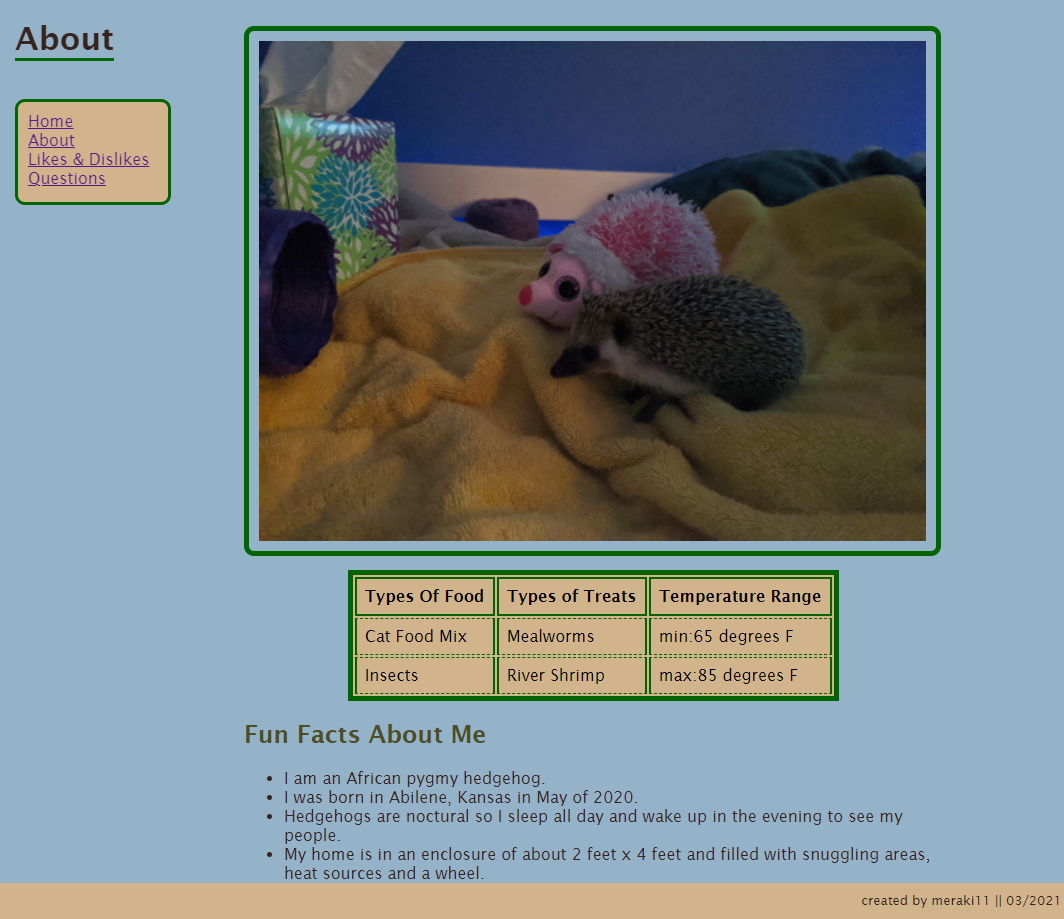 About
Home
About
Likes & Dislikes
Questions
Types Of Food Types of Treats Temperature Range
Cat Food Mix Mealworms min:65 degrees F
Insects River Shrimp max:85 degrees F
Fun Facts About Me
I am an African pygmy hedgehog.
I was born in Abilene, Kansas in May of 2020.
Hedgehogs are noctural so I sleep all day and wake up in the evening to see my
people.
My home is in an enclosure of about 2 feet x 4 feet and filled with snuggling areas,
heat sources and a wheel.
created by meraki11 || 03/2021